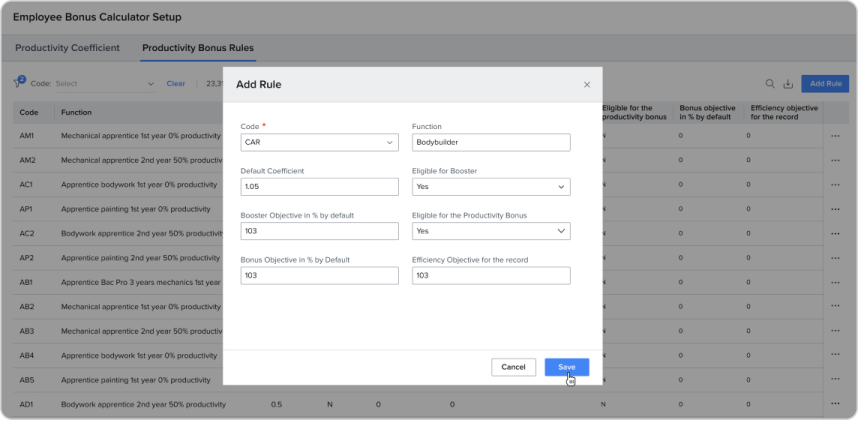 Employee Bonus Calculator Setup
Productivity Coefficient Productivity Bonus Rules
2 Code: Select Clear Add Rule
Add Rule
Code Function Eligible for the productivity bonus Bonus objective in % by default Efficiency objective for the record
Code * Function
CAR Bodybuilder
Default Coefficient Eligible for Booster
1.05 Yes
Booster Objective in % by default Eligible for the Productivity Bonus
103 Yes
Bonus Objective in % by Default Efficiency Objective for the record
103 103
Cancel Save
AM1 Mechanical apprentice 1st year 0% productivity N 0 0
AM2 Mechanical apprentice 2nd year 50% N 0 0
AC1 Apprentice bodywork 1st year 0% productivity N 0 0
AP1 Apprentice painting 1st year 0% productivity N 0 0
AC2 Bodywork apprentice 2nd year 50% N 0 0
AP2 Apprentice painting 2nd year 50% N 0 0
AB1 Apprentice Bac Pro 3 years mechanics 1st year N 0 0
AB2 Mechanical apprentice 1st year 0% productivity N 0 0
AB3 Mechanical apprentice 2nd year 50% N 0 0
AB4 Apprentice bodywork 1st year 0% productivity N 0 0
AB5 Apprentice painting 1st year 0% productivity N 0 0
AD1 Bodywork apprentice 2nd year 50% productivity 0.5 N 0 0 N 0 0